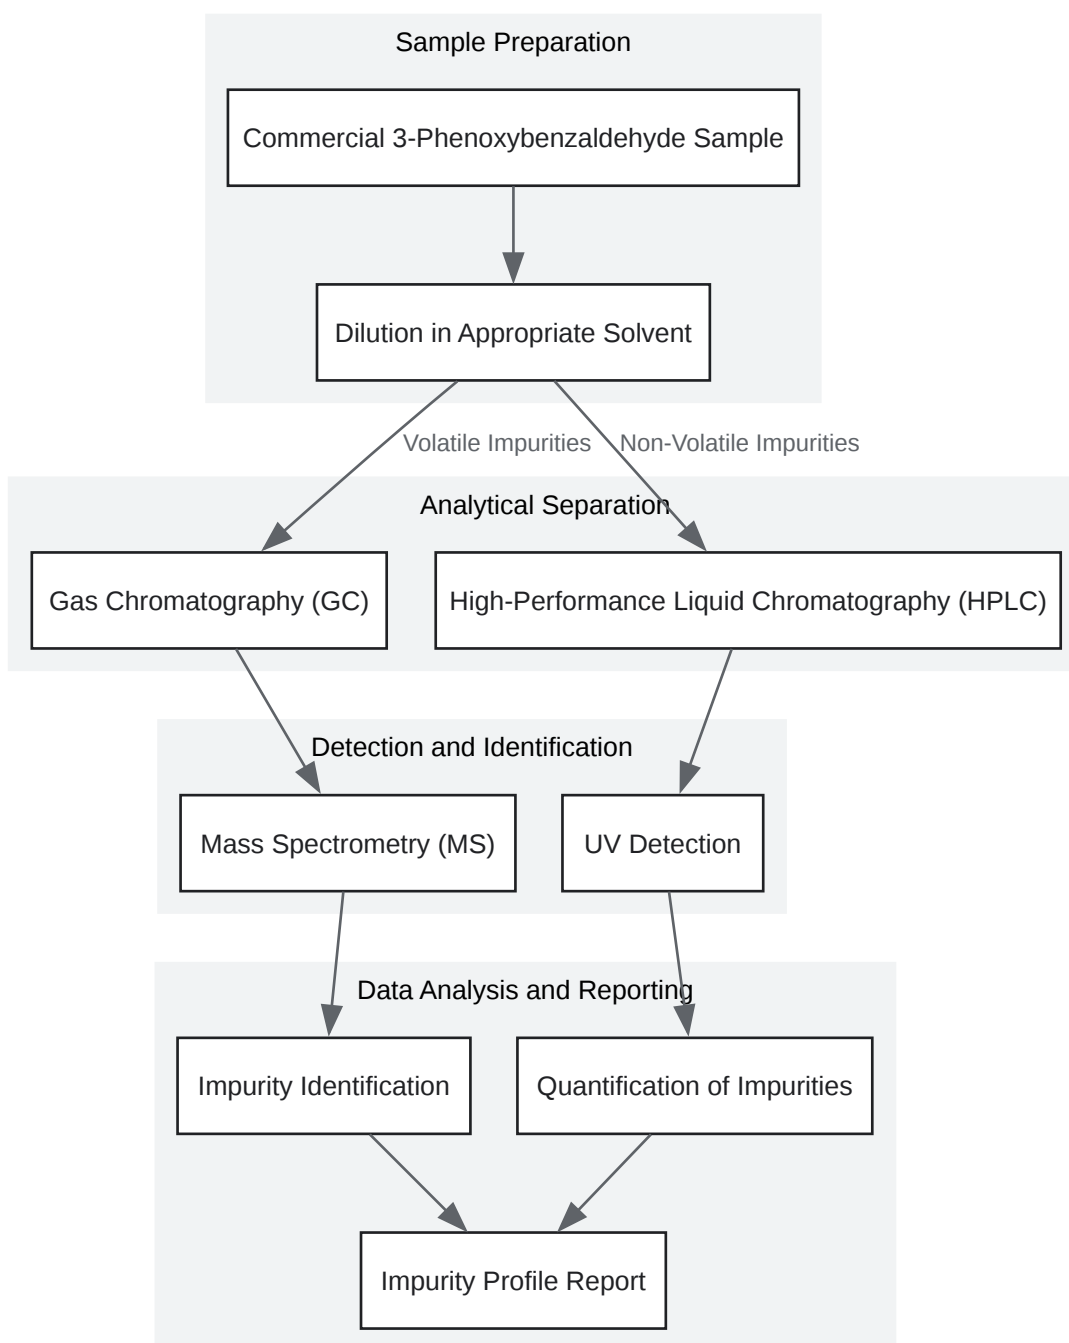 Sample Preparation
Commercial 3-Phenoxybenzaldehyde Sample
Dilution in Appropriate Solvent
Volatile Impurities
Non-Volatile Impurities
Analytical Separation
Gas Chromatography (GC)
High-Performance Liquid Chromatography (HPLC)
Detection and Identification
Mass Spectrometry (MS)
UV Detection
Data Analysis and Reporting
Impurity Identification
Quantification of Impurities
Impurity Profile Report